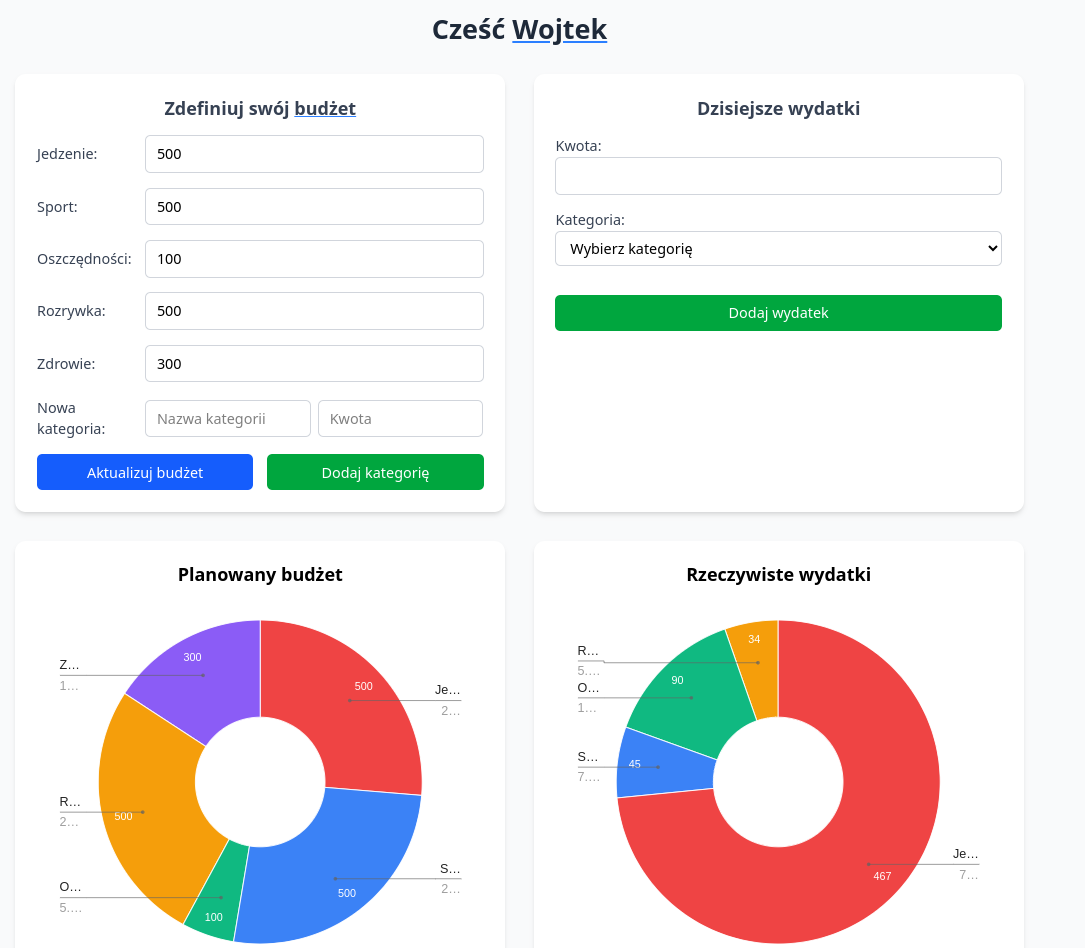 Cześć Wojtek
Zdefiniuj swój budżet
Jedzenie:
500
Sport:
500
Oszczędności:
100
Rozrywka:
500
Zdrowie:
300
Nowa
kategoria:
Nazwa kategorii
Kwota
Aktualizuj budżet
Dodaj kategorię
Dzisiejsze wydatki
Kwota:
Kategoria:
Wybierz kategorię
Dodaj wydatek
Planowany budżet
Z…
1…
300
500
Je…
2…
R…
2…
500
S…
2…
500
O…
5.…
100
Rzeczywiste wydatki
34
R…
5.…
90
O…
1…
S…
7.…
45
Je…
7…
467